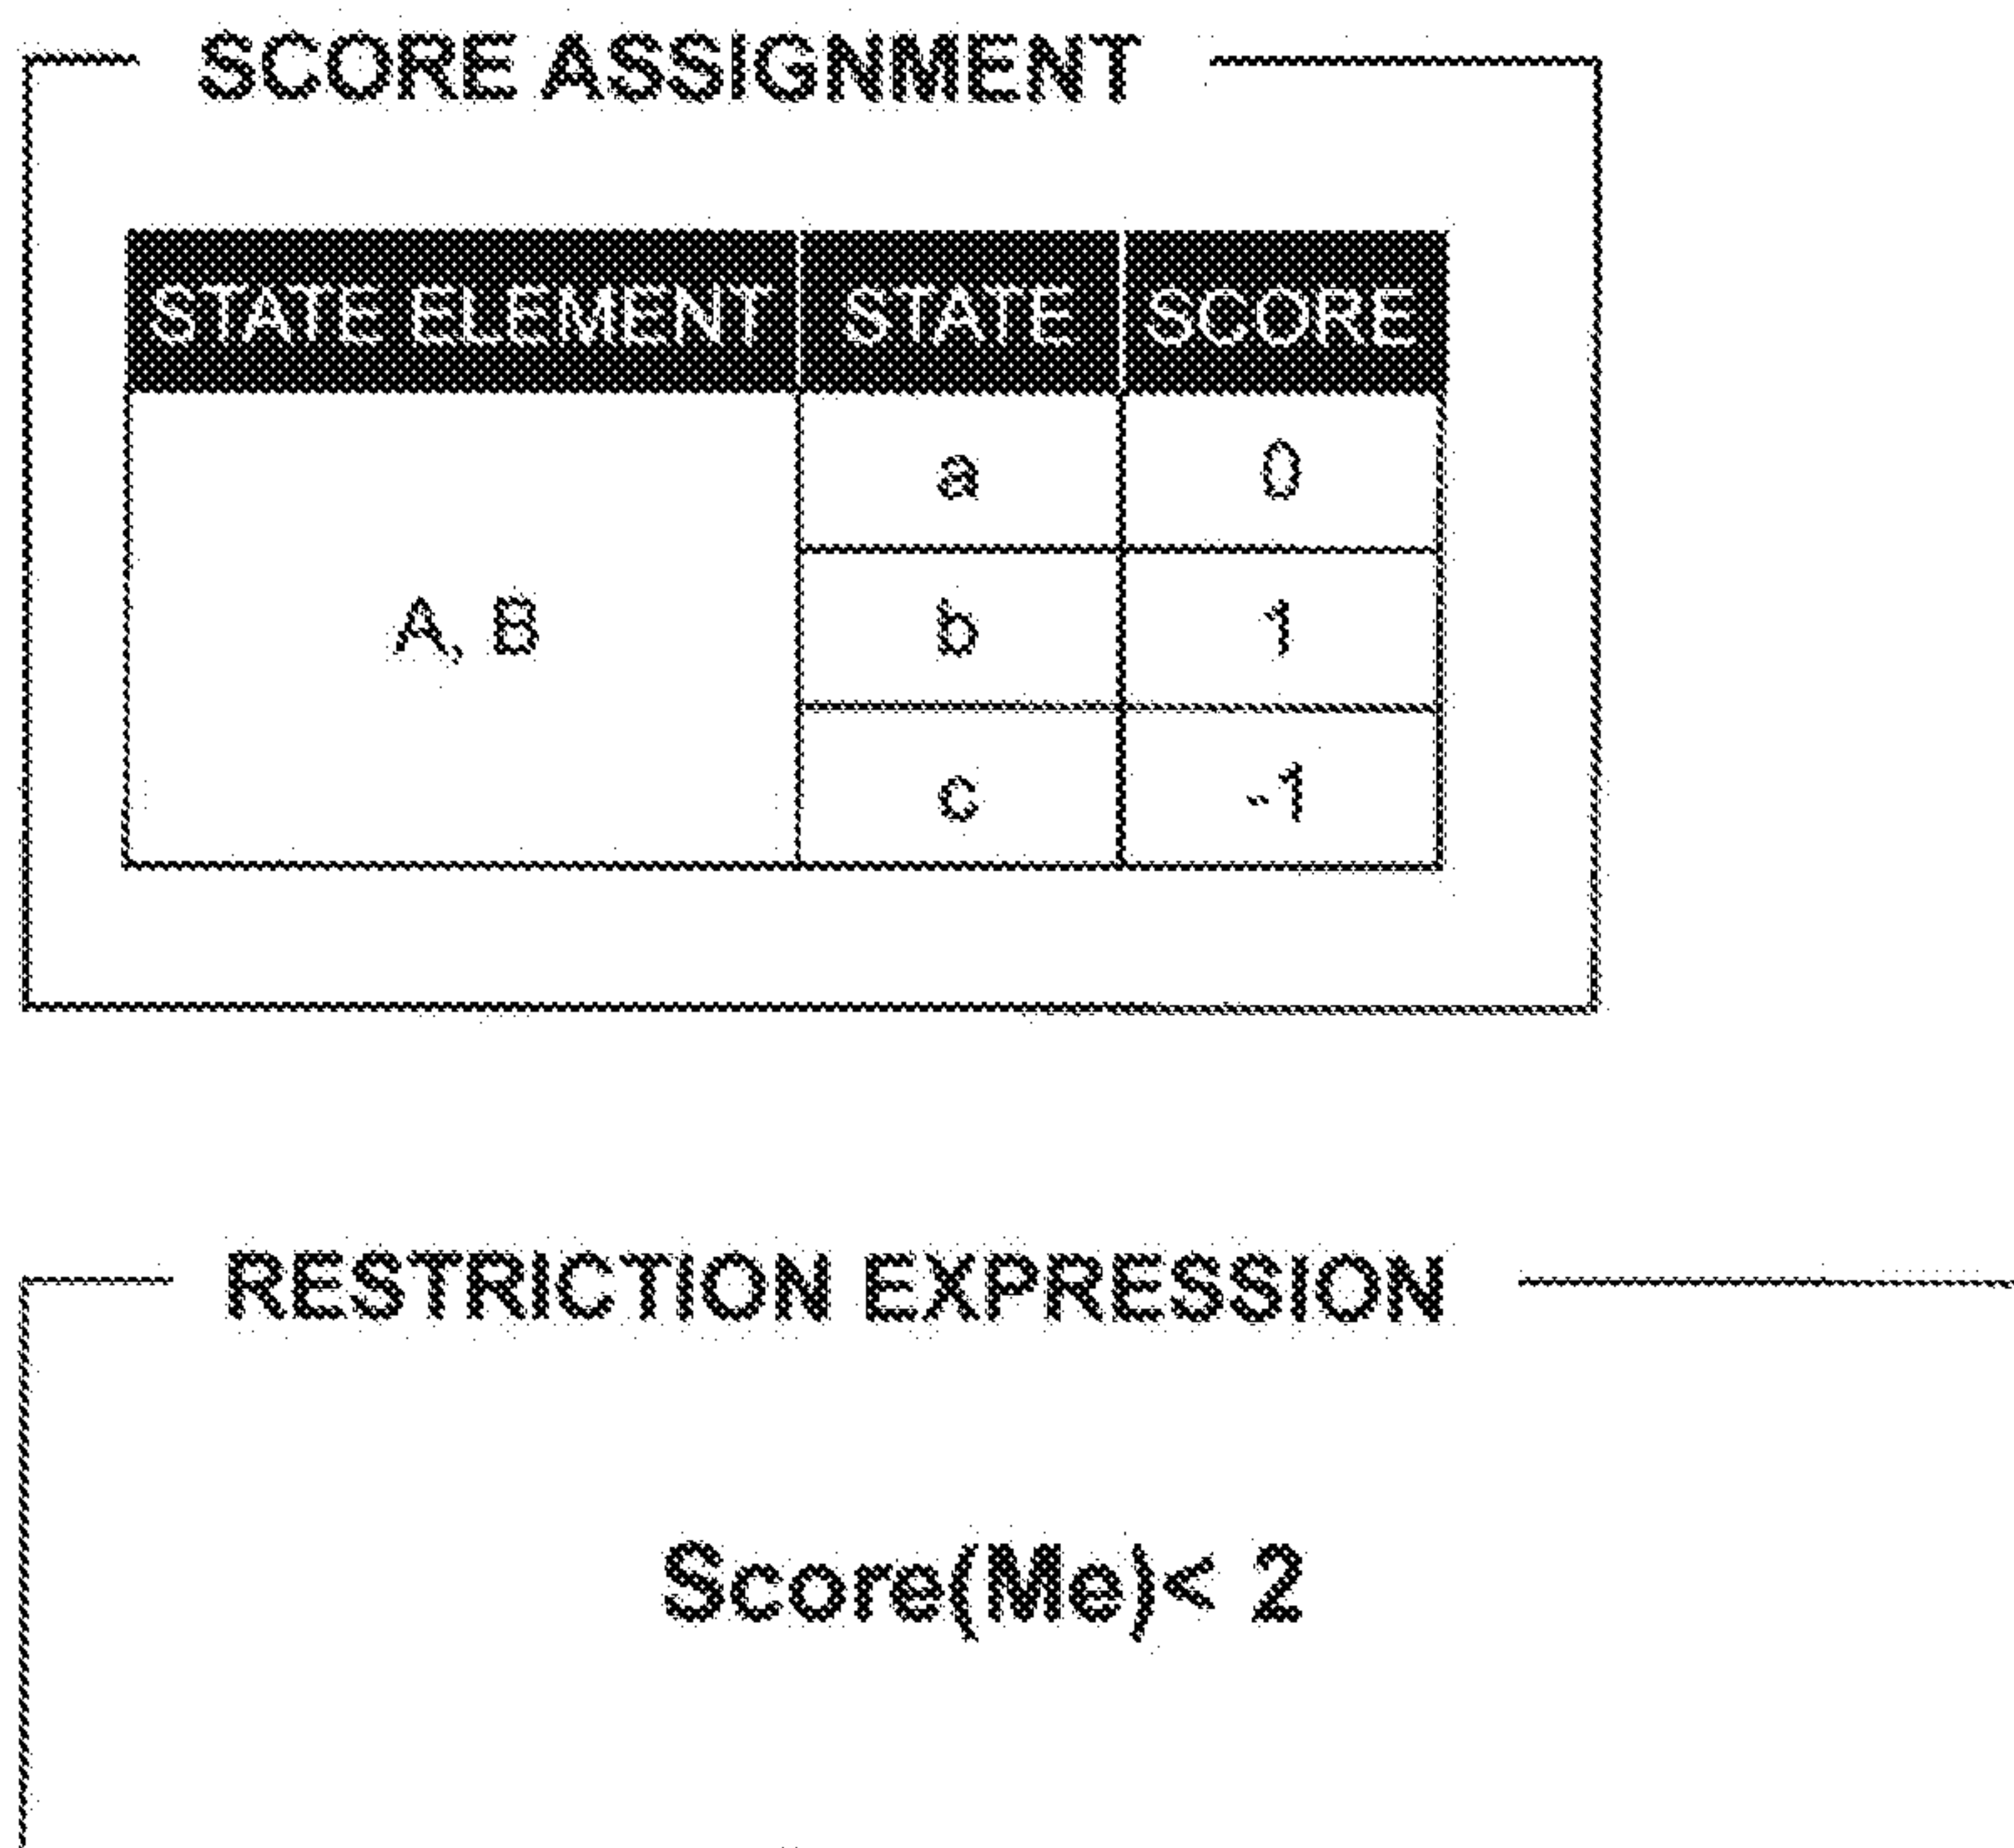 SCORE ASSIGNMENT
STATE ELEMENT STATE SCORE
a 0
A, B b 1
c -1
RESTRICTION EXPRESSION
Score(Me)< 2